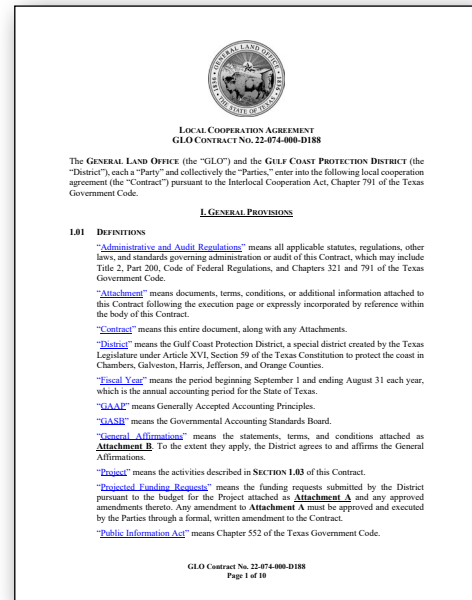 GENERAL LAND OFFICE
1836 1836
THE STATE OF TEXAS
LOCAL COOPERATION AGREEMENT
GLO CONTRACT NO. 22-074-000-D188
The GENERAL LAND OFFICE (the “GLO”) and the GULF COAST PROTECTION DISTRICT (the
“District”), each a “Party” and collectively the “Parties,” enter into the following local cooperation
agreement (the “Contract”) pursuant to the Interlocal Cooperation Act, Chapter 791 of the Texas
Government Code.
I. GENERAL PROVISIONS
1.01 DEFINITIONS
“Administrative and Audit Regulations” means all applicable statutes, regulations, other
laws, and standards governing administration or audit of this Contract, which may include
Title 2, Part 200, Code of Federal Regulations, and Chapters 321 and 791 of the Texas
Government Code.
“Attachment” means documents, terms, conditions, or additional information attached to
this Contract following the execution page or expressly incorporated by reference within
the body of this Contract.
“Contract” means this entire document, along with any Attachments.
“District” means the Gulf Coast Protection District, a special district created by the Texas
Legislature under Article XVI, Section 59 of the Texas Constitution to protect the coast in
Chambers, Galveston, Harris, Jefferson, and Orange Counties.
“Fiscal Year” means the period beginning September 1 and ending August 31 each year,
which is the annual accounting period for the State of Texas.
“GAAP” means Generally Accepted Accounting Principles.
“GASB” means the Governmental Accounting Standards Board.
“General Affirmations” means the statements, terms, and conditions attached as
Attachment B. To the extent they apply, the District agrees to and affirms the General
Affirmations.
“Project” means the activities described in SECTION 1.03 of this Contract.
“Projected Funding Requests” means the funding requests submitted by the District
pursuant to the budget for the Project attached as Attachment A and any approved
amendments thereto. Any amendment to Attachment A must be approved and executed
by the Parties through a formal, written amendment to the Contract.
“Public Information Act” means Chapter 552 of the Texas Government Code.
GLO Contract No. 22-074-000-D188
Page 1 of 10